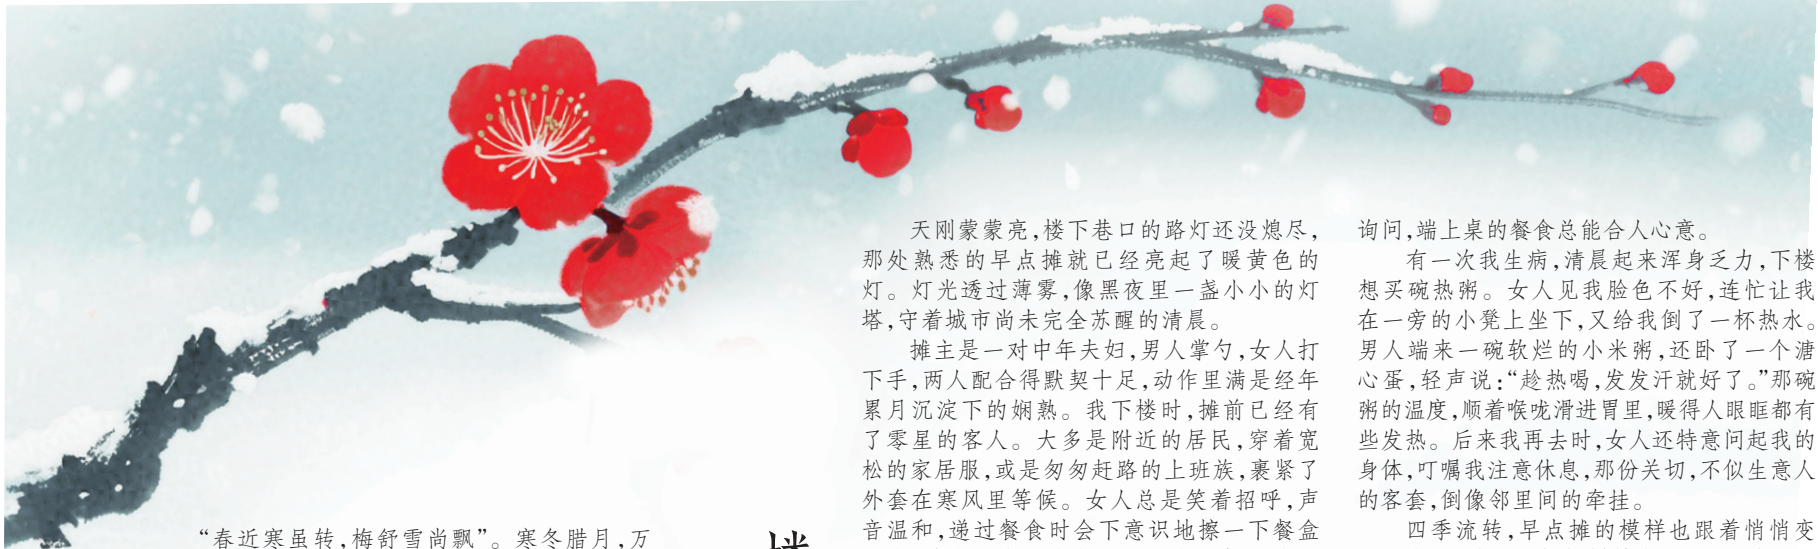 “春近寒虽转，梅舒雪尚飘”。寒冬腊月，万
天刚蒙蒙亮，楼下巷口的路灯还没熄尽，
那处熟悉的早点摊就已经亮起了暖黄色的
灯。灯光透过薄雾，像黑夜里一盏小小的灯
塔，守着城市尚未完全苏醒的清晨。
摊主是一对中年夫妇，男人掌勺，女人打
下手，两人配合得默契十足，动作里满是经年
累月沉淀下的娴熟。我下楼时，摊前已经有
了零星的客人。大多是附近的居民，穿着宽
松的家居服，或是匆匆赶路的上班族，裹紧了
外套在寒风里等候。女人总是笑着招呼，声
音温和，递过餐食时会下意识地擦一下餐盒
询问，端上桌的餐食总能合人心意。
有一次我生病，清晨起来浑身乏力，下楼
想买碗热粥。女人见我脸色不好，连忙让我
在一旁的小凳上坐下，又给我倒了一杯热水。
男人端来一碗软烂的小米粥，还卧了一个溏
心蛋，轻声说：“趁热喝，发发汗就好了。”那碗
粥的温度，顺着喉咙滑进胃里，暖得人眼眶都有
些发热。后来我再去时，女人还特意问起我的
身体，叮嘱我注意休息，那份关切，不似生意人
的客套，倒像邻里间的牵挂。
四季流转，早点摊的模样也跟着悄悄变